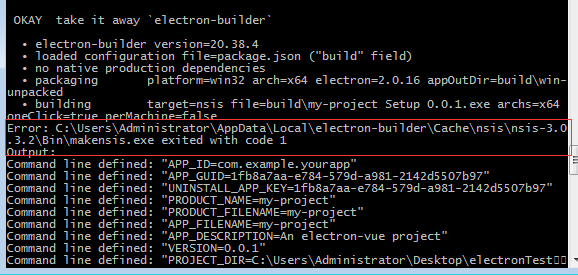 OKAY take it away `electron-builder`
• electron-builder version=20.38.4
• loaded configuration file=package.json ("build" field)
• no native production dependencies
• packaging platform=win32 arch=x64 electron=2.0.16 appOutDir=build\win-
unpacked
• building target=nsis file=build\my-project Setup 0.0.1.exe archs=x64
oneClick=true perMachine=false
Error: C:\Users\Administrator\AppData\Local\electron-builder\Cache\nsis\nsis-3.0
.3.2\Bin\makensis.exe exited with code 1
Output:
Command line defined: "APP_ID=com.example.yourapp"
Command line defined: "APP_GUID=1fb8a7aa-e784-579d-a981-2142d5507b97"
Command line defined: "UNINSTALL_APP_KEY=1fb8a7aa-e784-579d-a981-2142d5507b97"
Command line defined: "PRODUCT_NAME=my-project"
Command line defined: "PRODUCT_FILENAME=my-project"
Command line defined: "APP_FILENAME=my-project"
Command line defined: "APP_DESCRIPTION=An electron-vue project"
Command line defined: "VERSION=0.0.1"
Command line defined: "PROJECT_DIR=C:\Users\Administrator\Desktop\electronTest